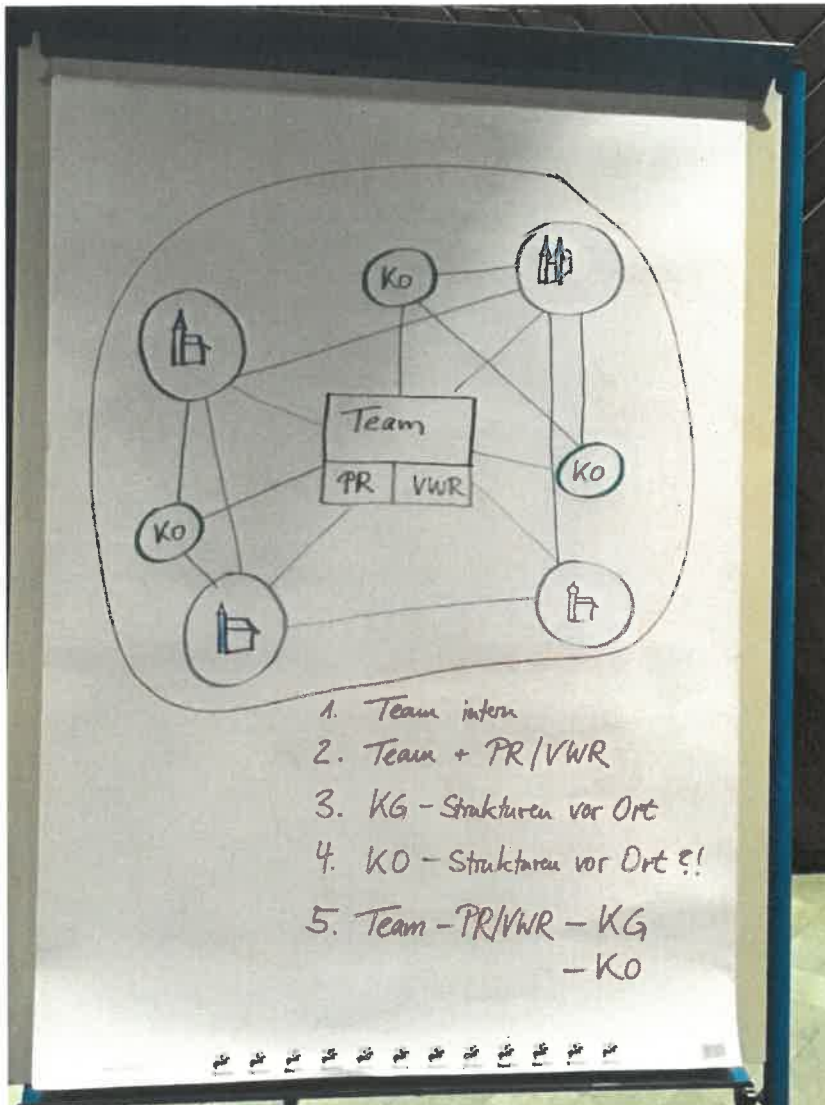 Ko
Team
PR VWR
Ko
Ko
1. Team intern
2. Team + PR/VWR
3. KG - Strukturen vor Ort
4. KO - Strukturen vor Ort ?!
5. Team - PR/VWR - KG
- KO